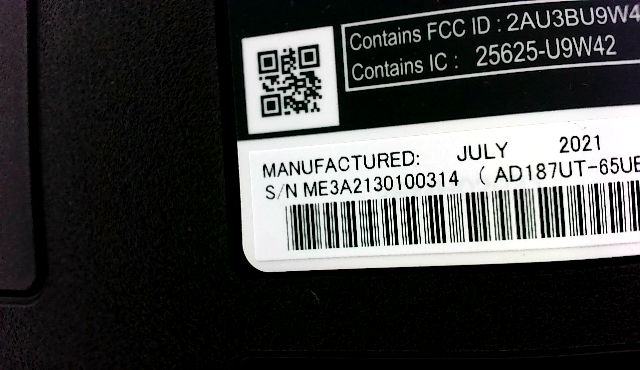 Contains FCC ID : 2AU3BU9W4
Contains IC : 25625-U9W42
MANUFACTURED: JULY 2021
S/N ME3A2130100314 ( AD187UT-65UE